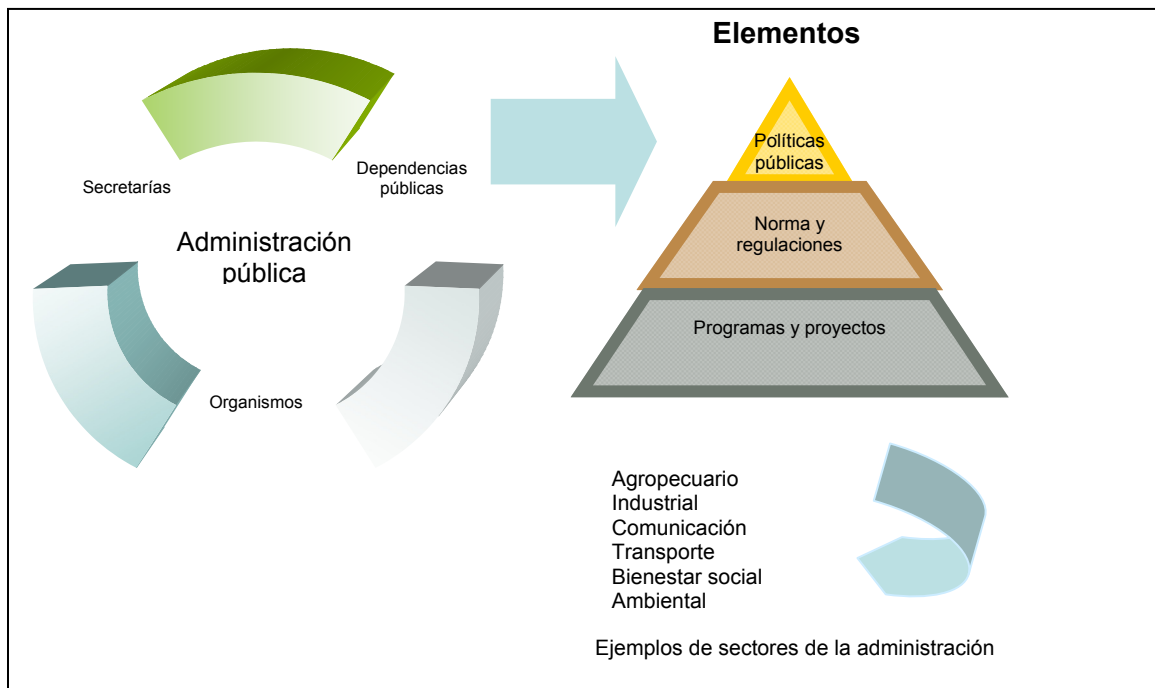 Elementos
Secretarías
Dependencias
públicas
Administración
pública
Organismos
Políticas
públicas
Norma y
regulaciones
Programas y proyectos
Agropecuario
Industrial
Comunicación
Transporte
Bienestar social
Ambiental
Ejemplos de sectores de la administración